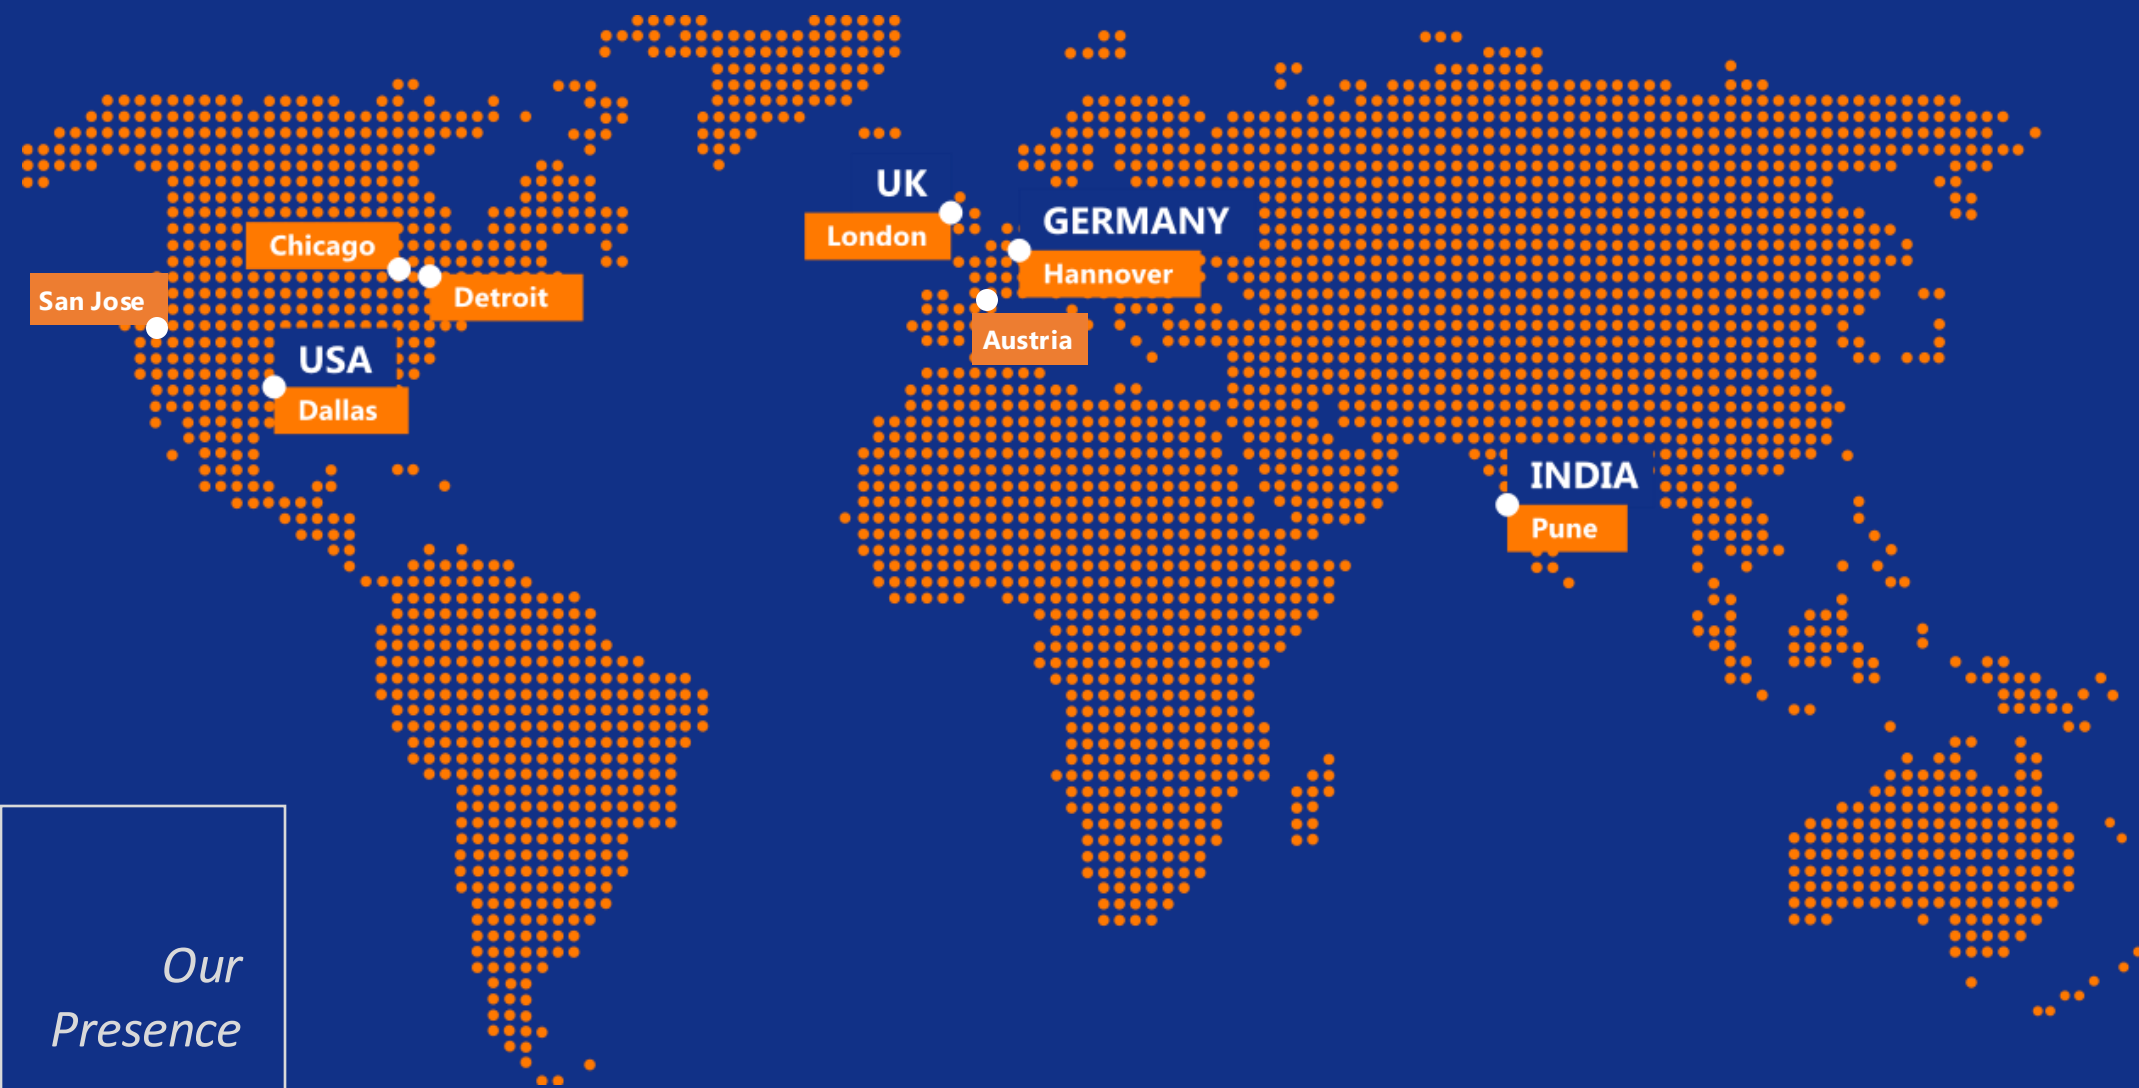 UK
London
GERMANY
Hannover
Chicago
Detroit
San Jose
Austria
USA
Dallas
INDIA
Pune
Our
Presence